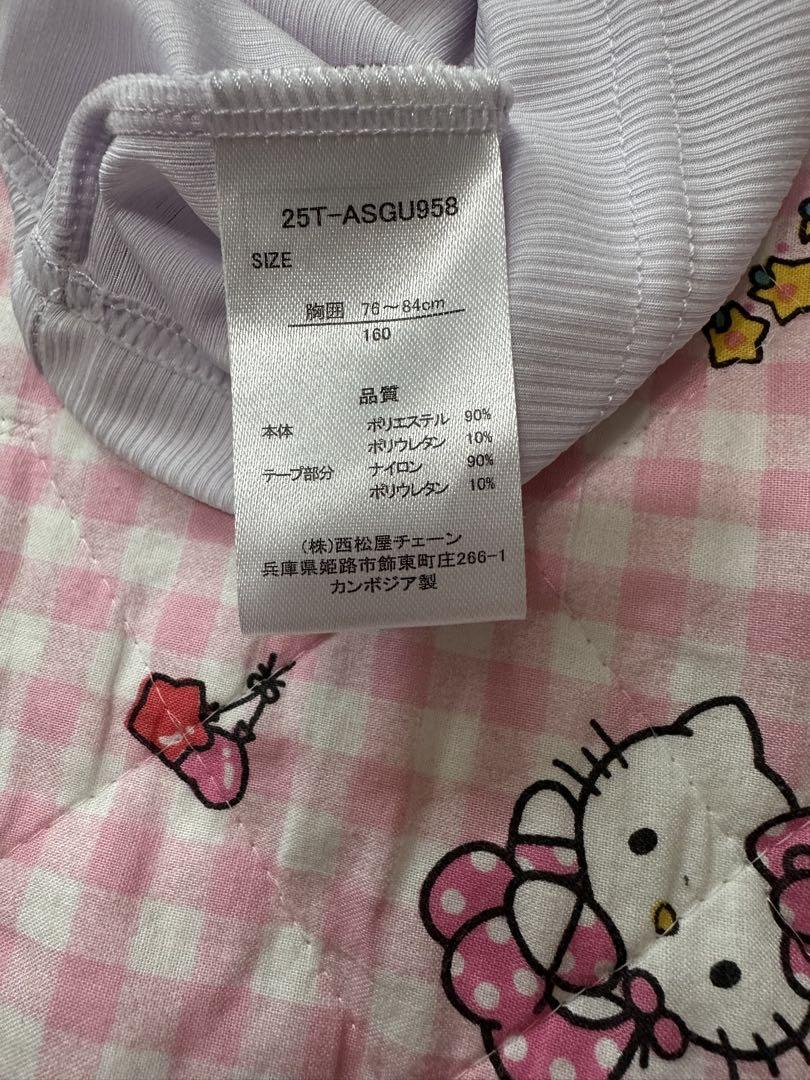 25T-ASGU958
SIZE
胸囲 76～84cm
160
品質
本体 ポリエステル 90%
ポリウレタン 10%
テープ部分 ナイロン 90%
ポリウレタン 10%
(株)西松屋チェーン
兵庫県姫路市飾東町庄266-1
カンボジア製